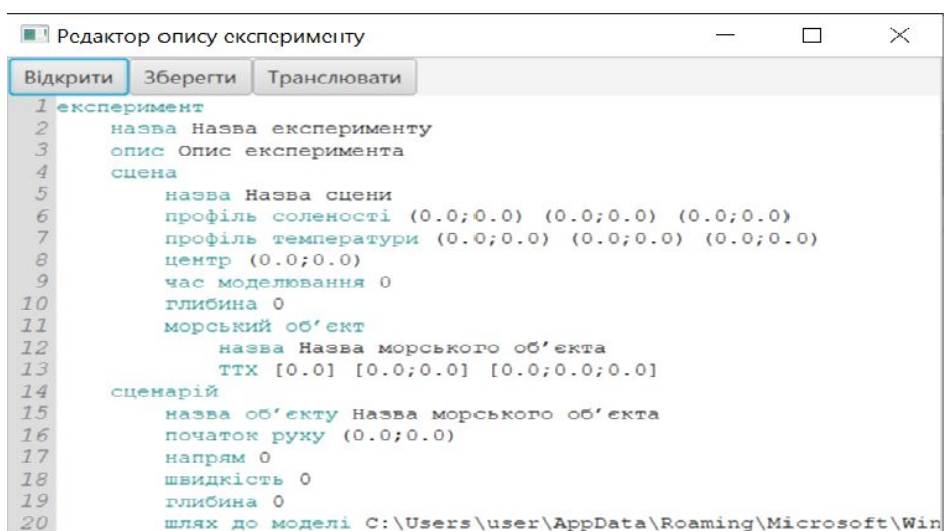 Редактор опису експерименту
Відкрити Зберегти Транслювати
1 експеримент
2 назва Назва експерименту
3 опис Опис експеримента
4 сцена
5 назва Назва сцени
6 профіль соленості (0.0;0.0) (0.0;0.0) (0.0;0.0)
7 профіль температури (0.0;0.0) (0.0;0.0) (0.0;0.0)
8 центр (0.0;0.0)
9 час моделювання 0
10 глибина 0
11 морський об'єкт
12 назва Назва морського об'єкта
13 ТТХ [0.0] [0.0;0.0] [0.0;0.0;0.0]
14 сценарій
15 назва об'єкту Назва морського об'єкта
16 початок руху (0.0;0.0)
17 напрям 0
18 швидкість 0
19 глибина 0
20 шлях до моделі C:\Users\user\AppData\Roaming\Microsoft\Win